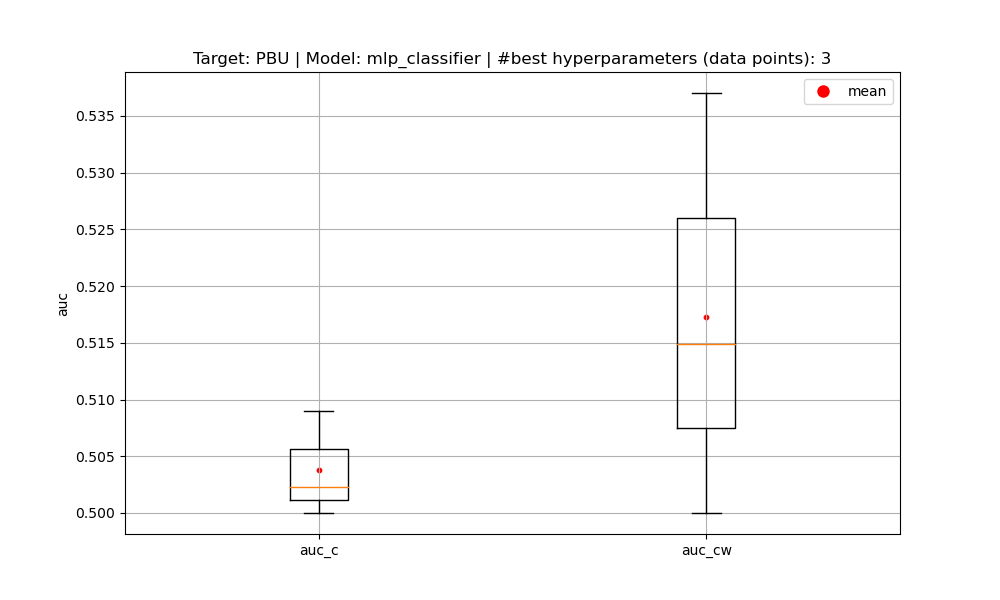 Target: PBU | Model: mlp_classifier | #best hyperparameters (data points): 3
mean
0.535
0.530
0.525
0.520
0.515
0.510
0.505
0.500
auc
auc_c
auc_cw